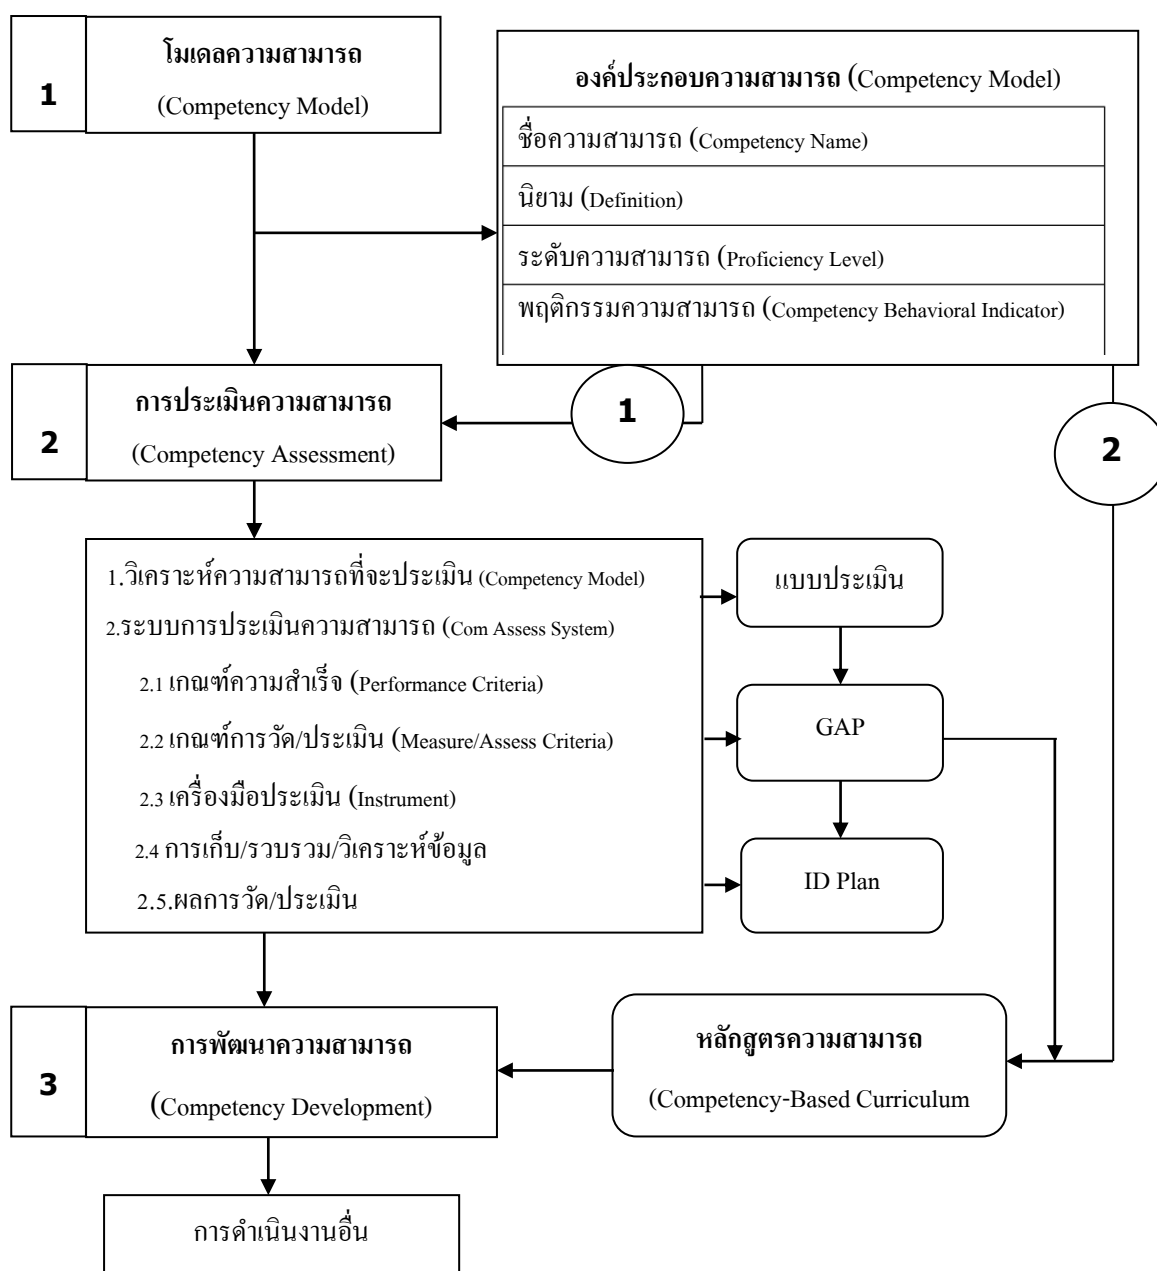 1
โมเดลความสามารถ
(Competency Model)
องค์ประกอบความสามารถ (Competency Model)
ชื่อความสามารถ (Competency Name)
นิยาม (Definition)
ระดับความสามารถ (Proficiency Level)
พฤติกรรมความสามารถ (Competency Behavioral Indicator)
2
การประเมินความสามารถ
(Competency Assessment)
1
2
1.วิเคราะห์ความสามารถที่จะประเมิน (Competency Model)
2.ระบบการประเมินความสามารถ (Com Assess System)
2.1 เกณฑ์ความสำเร็จ (Performance Criteria)
2.2 เกณฑ์การวัด/ประเมิน (Measure/Assess Criteria)
2.3 เครื่องมือประเมิน (Instrument)
2.4 การเก็บ/รวบรวม/วิเคราะห์ข้อมูล
2.5.ผลการวัด/ประเมิน
แบบประเมิน
GAP
ID Plan
3
การพัฒนาความสามารถ
(Competency Development)
หลักสูตรความสามารถ
(Competency-Based Curriculum
การดำเนินงานอื่น